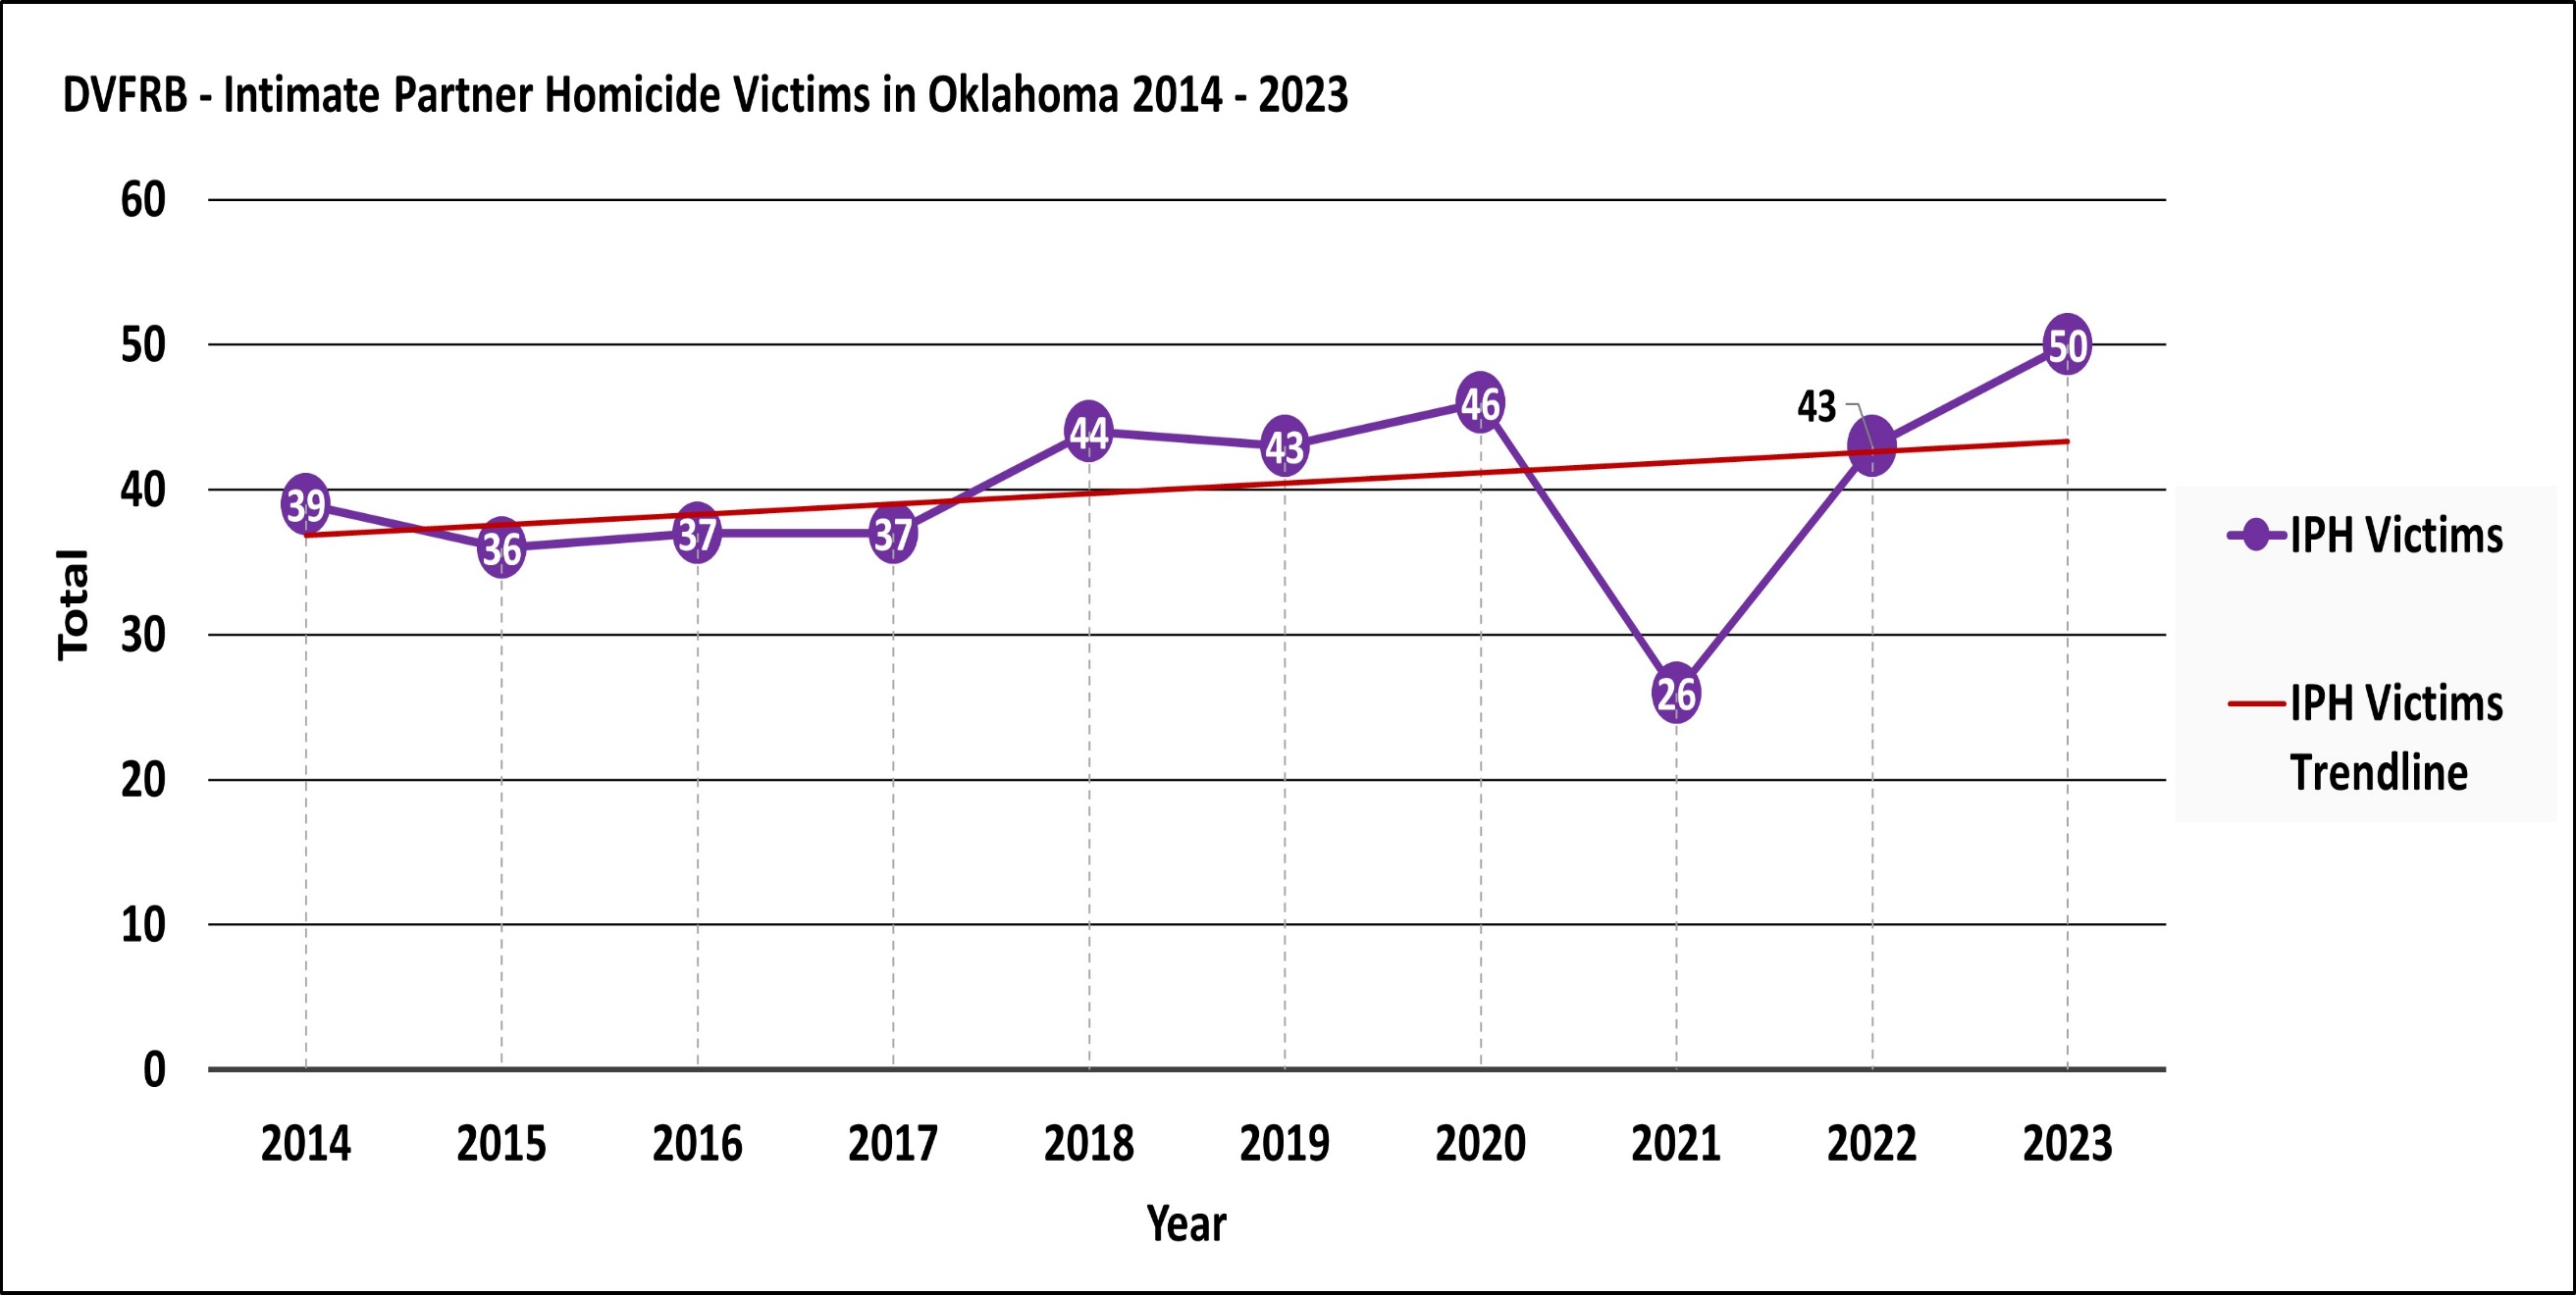 DVFRB - Intimate Partner Homicide Victims in Oklahoma 2014 - 2023
60
50
40
30
20
10
0
Total
39
36
37
37
44
43
46
26
43
50
2014 2015 2016 2017 2018 2019 2020 2021 2022 2023
Year
IPH Victims
IPH Victims
Trendline